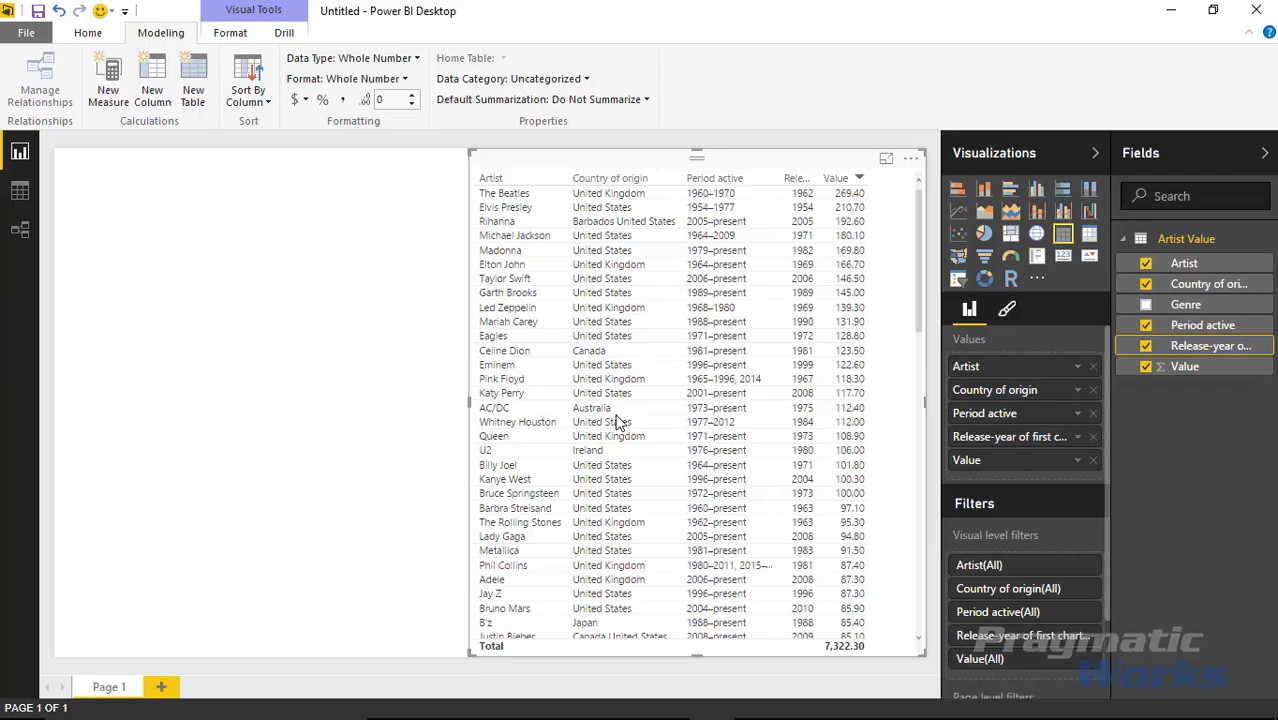 Visual Tools
Untitled - Power BI Desktop
File
Home
Modeling
Format
Drill
Manage
Relationships
New
Measure
New
Column
New
Table
Sort By
Column
Data Type: Whole Number
Format: Whole Number
$ % , .00 0
Home Table:
Data Category: Uncategorized
Default Summarization: Do Not Summarize
Relationships
Calculations
Sort
Formatting
Properties
Artist Country of origin Period active Rele... Value
The Beatles United Kingdom 1960–1970 1962 269.40
Elvis Presley United States 1954–1977 1954 210.70
Rihanna Barbados United States 2005–present 2005 192.60
Michael Jackson United States 1964–2009 1971 180.10
Madonna United States 1979–present 1982 169.80
Elton John United Kingdom 1964–present 1969 166.70
Taylor Swift United States 2006–present 2006 146.50
Garth Brooks United States 1989–present 1989 145.00
Led Zeppelin United Kingdom 1968–1980 1969 139.30
Mariah Carey United States 1988–present 1990 131.90
Eagles United States 1971–present 1972 128.80
Celine Dion Canada 1981–present 1981 123.50
Eminem United States 1996–present 1999 122.60
Pink Floyd United Kingdom 1965–1996, 2014 1967 118.30
Katy Perry United States 2001–present 2008 117.70
AC/DC Australia 1973–present 1975 112.40
Whitney Houston United States 1977–2012 1984 112.00
Queen United Kingdom 1971–present 1973 108.90
U2 Ireland 1976–present 1980 106.00
Billy Joel United States 1964–present 1971 101.80
Kanye West United States 1996–present 2004 100.30
Bruce Springsteen United States 1972–present 1973 100.00
Barbra Streisand United States 1960–present 1963 97.10
The Rolling Stones United Kingdom 1962–present 1963 95.30
Lady Gaga United States 2005–present 2008 94.80
Metallica United States 1981–present 1983 91.50
Phil Collins United Kingdom 1980–2011, 2015–... 1981 87.40
Adele United Kingdom 2006–present 2008 87.30
Jay Z United States 1996–present 1996 87.30
Bruno Mars United States 2004–present 2010 85.90
B'z Japan 1988–present 1988 85.40
Justin Bieber Canada United States 2008–present 2009 85.10
Total 7,322.30
Visualizations
123
R
Values
Artist
Country of origin
Period active
Release-year of first c...
Value
Filters
Visual level filters
Artist(All)
Country of origin(All)
Period active(All)
Release-year of first chart...
Value(All)
Page level filters
Fields
Search
Artist Value
Artist
Country of ori...
Genre
Period active
Release-year o...
Σ Value
Pragmatic
Works
Page 1
PAGE 1 OF 1